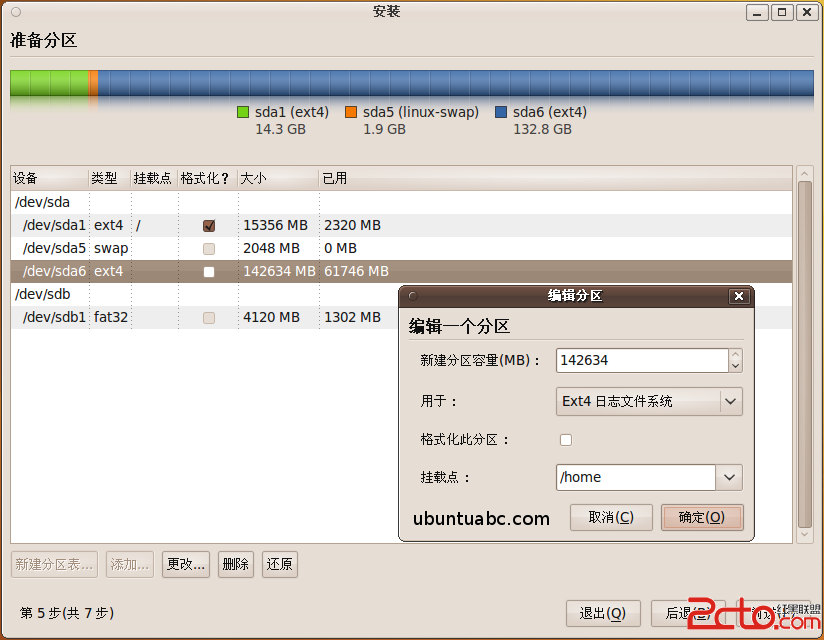 安装
准备分区
sda1 (ext4) sda5 (linux-swap) sda6 (ext4)
14.3 GB 1.9 GB 132.8 GB
设备 类型 挂载点 格式化? 大小 已用
/dev/sda
/dev/sda1 ext4 / 15356 MB 2320 MB
/dev/sda5 swap 2048 MB 0 MB
/dev/sda6 ext4 142634 MB 61746 MB
/dev/sdb
/dev/sdb1 fat32 4120 MB 1302 MB
编辑分区
编辑一个分区
新建分区容量(MB)： 142634
用于： Ext4 日志文件系统
格式化此分区：
挂载点： /home
ubuntuabc.com 取消(C) 确定(O)
新建分区表... 添加... 更改... 删除 还原
第 5 步(共 7 步)
退出(Q) 后退(B)
2cto.com 红黑联盟